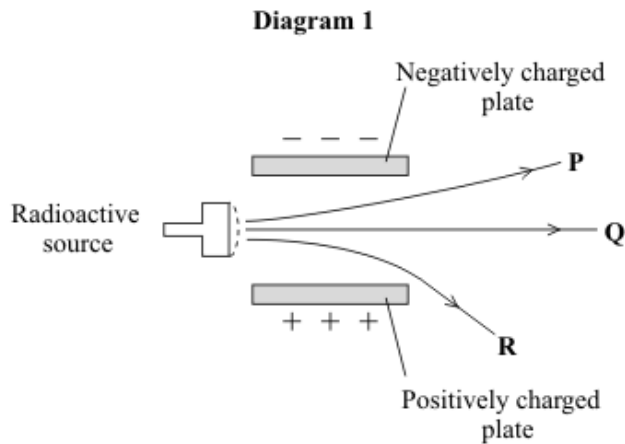 Diagram 1
Negatively charged
plate
– – –
P
Radioactive
source
Q
+ + +
R
Positively charged
plate